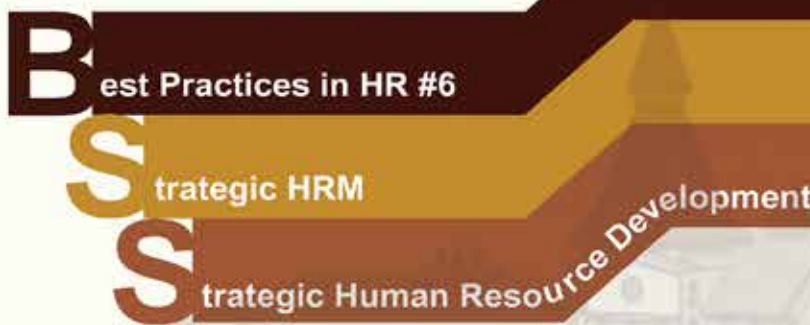 Best Practices in HR #6
Strategic HRM
Strategic Human Resource Development